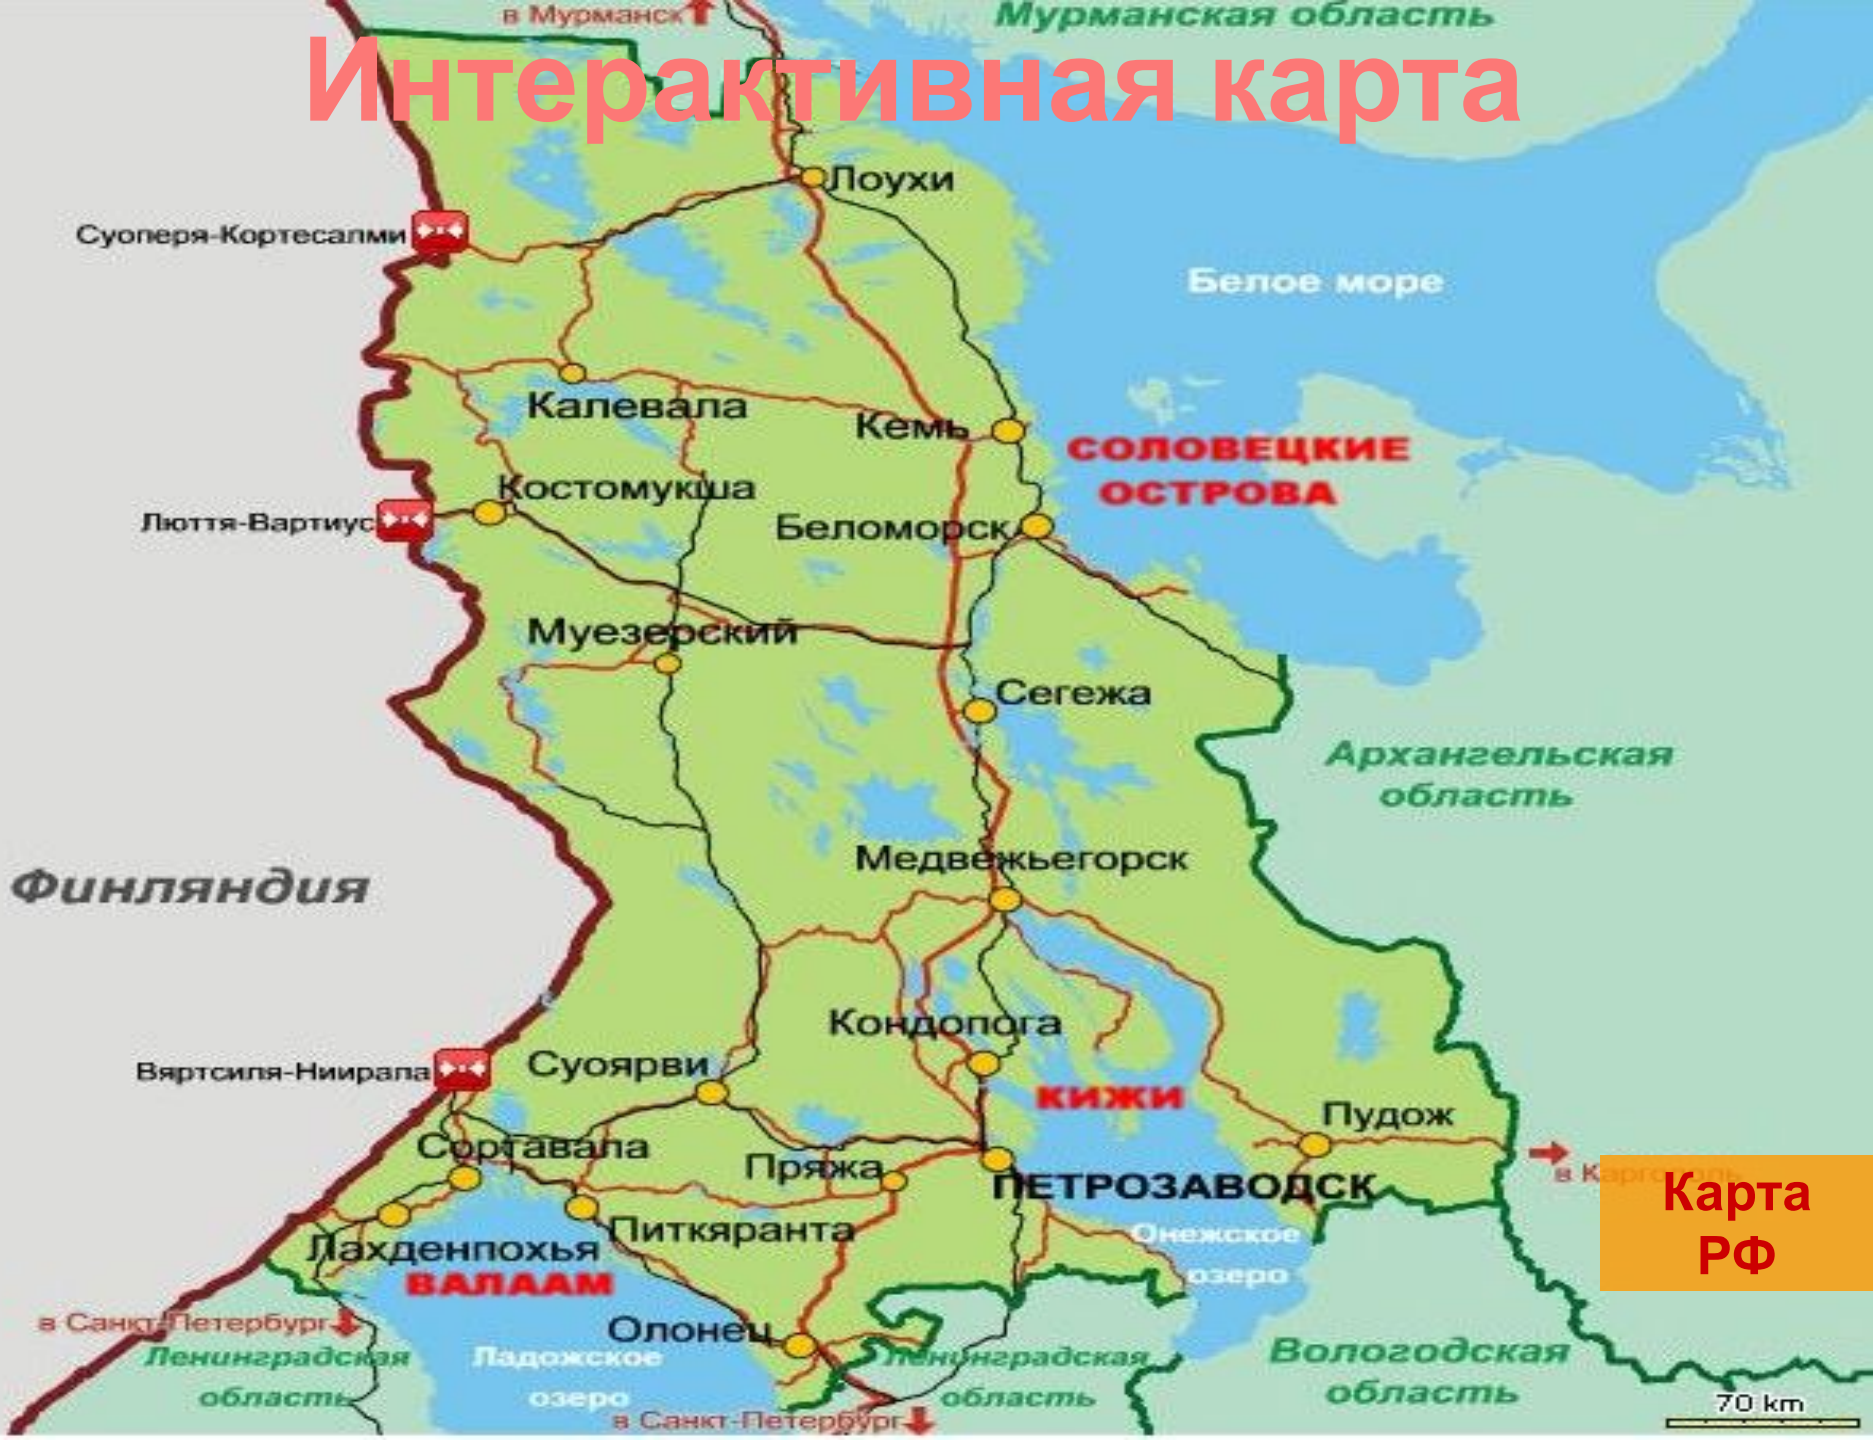 в Мурманск
Мурманская область
Интерактивная карта
Лоухи
Суоперя-Кортесалми
Белое море
Калевала
Кемь
СОЛОВЕЦКИЕ
ОСТРОВА
Костомукша
Люття-Вартиус
Беломорск
Муезерский
Сегежа
Архангельская
область
Медвежьегорск
Финляндия
Кондопога
Суоярви
Вяртсиля-Ниирала
КИЖИ
Пудож
Сортавала
Пряжа
в Каргополь
ПЕТРОЗАВОДСК
Карта
РФ
Питкяранта
Онежское
озеро
Лахденпохья
ВАЛААМ
в Санкт-Петербург
Олонец
Ленинградская
область
Ладожское
озеро
Ленинградская
область
Вологодская
область
70 km
в Санкт-Петербург